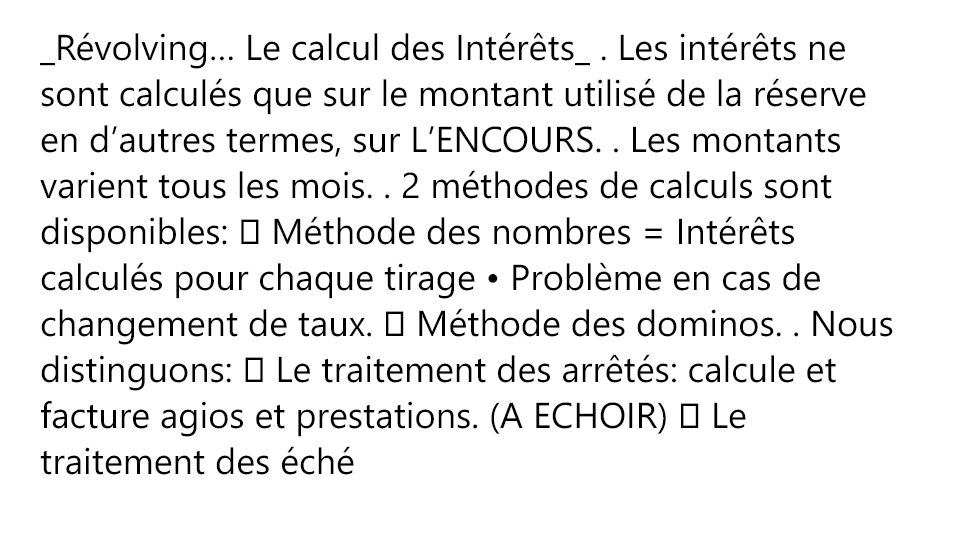 _Révolving... Le calcul des Intérêts_ . Les intérêts ne
sont calculés que sur le montant utilisé de la réserve
en d’autres termes, sur L’ENCOURS. . Les montants
varient tous les mois. . 2 méthodes de calculs sont
disponibles: 􀀀 Méthode des nombres = Intérêts
calculés pour chaque tirage • Problème en cas de
changement de taux. 􀀀 Méthode des dominos. . Nous
distinguons: 􀀀 Le traitement des arrêtés: calcule et
facture agios et prestations. (A ECHOIR) 􀀀 Le
traitement des éché